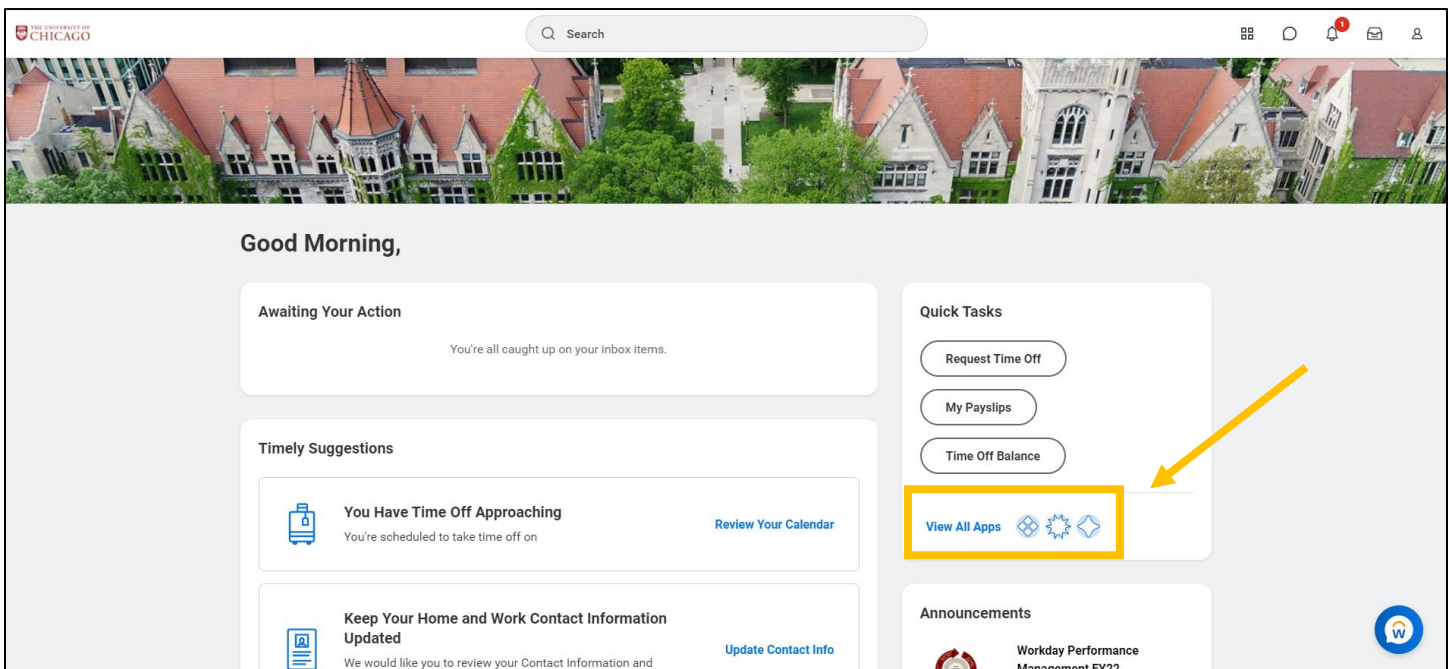 THE UNIVERSITY OF
CHICAGO
Search
1
Good Morning,
Awaiting Your Action
You're all caught up on your inbox items.
Timely Suggestions
You Have Time Off Approaching
You're scheduled to take time off on
Review Your Calendar
Keep Your Home and Work Contact Information
Updated
We would like you to review your Contact Information and
Update Contact Info
Quick Tasks
Request Time Off
My Payslips
Time Off Balance
View All Apps
Announcements
Workday Performance
Management FY22
w